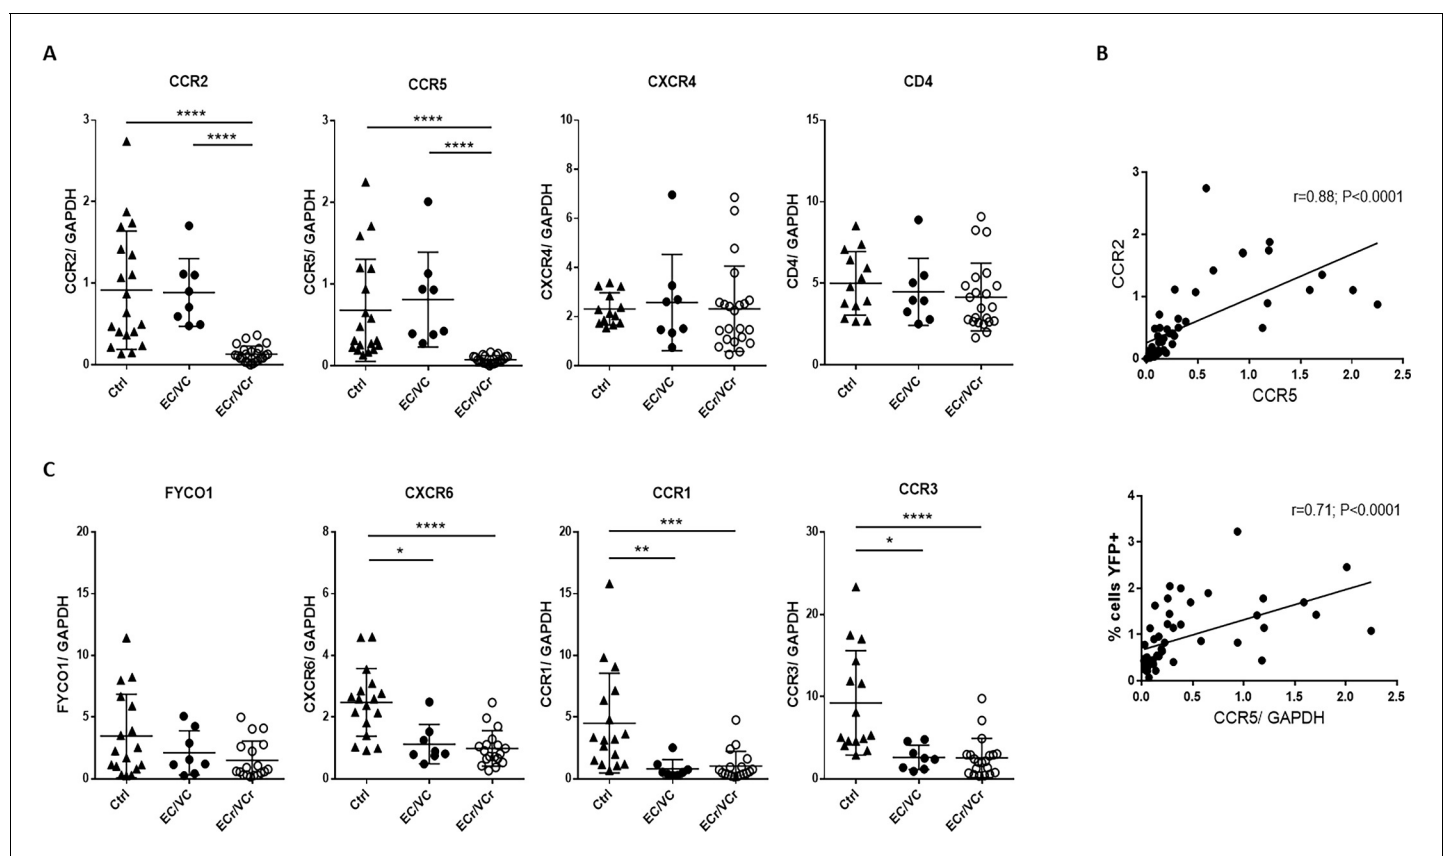 A
B
CCR2
CCR5
CXCR4
CD4
****
****
3
2
1
0
CCR2/ GAPDH
Ctrl
EC/VC
ECr/VCr
****
****
3
2
1
0
CCR5/ GAPDH
Ctrl
EC/VC
ECr/VCr
10
8
6
4
2
0
CXCR4/ GAPDH
Ctrl
EC/VC
ECr/VCr
15
10
5
0
CD4/ GAPDH
Ctrl
EC/VC
ECr/VCr
r=0.88; P<0.0001
3
2
1
0
CCR2
0.0 0.5 1.0 1.5 2.0 2.5
CCR5
C
FYCO1
CXCR6
CCR1
CCR3
20
15
10
5
0
FYCO1/ GAPDH
Ctrl
EC/VC
ECr/VCr
****
*
8
6
4
2
0
CXCR6/ GAPDH
Ctrl
EC/VC
ECr/VCr
***
**
20
15
10
5
0
CCR1/ GAPDH
Ctrl
EC/VC
ECr/VCr
****
*
30
20
10
0
CCR3/ GAPDH
Ctrl
EC/VC
ECr/VCr
r=0.71; P<0.0001
4
3
2
1
0
% cells YFP+
0.0 0.5 1.0 1.5 2.0 2.5
CCR5/ GAPDH